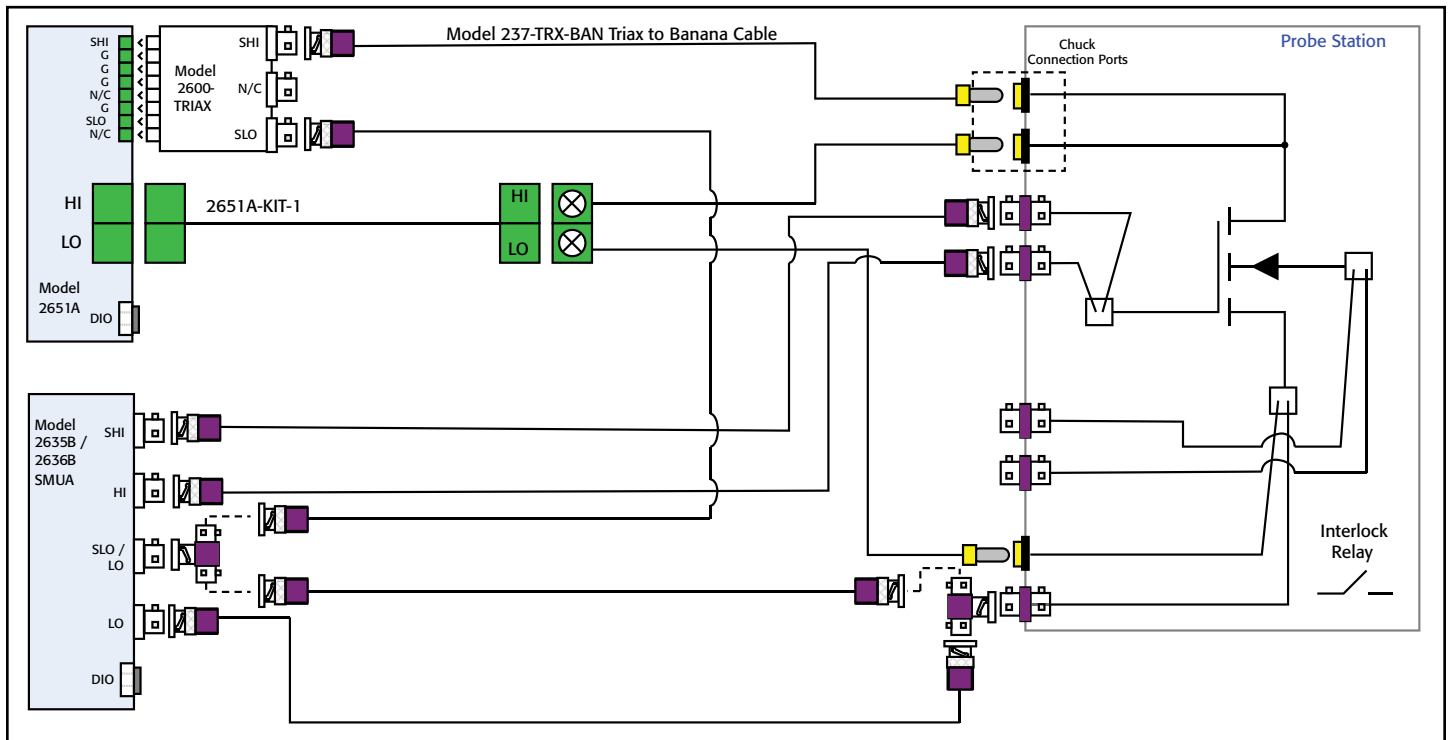 SHI
G
G
G
N/C
G
SLO
N/C
Model
2600-
TRIAX
SHI
N/C
SLO
Model 237-TRX-BAN Triax to Banana Cable
Chuck
Connection Ports
Probe Station
HI
LO
2651A-KIT-1
HI
LO
Model
2651A
DIO
Model
2635B /
2636B
SMUA
SHI
HI
SLO /
LO
LO
DIO
Interlock
Relay